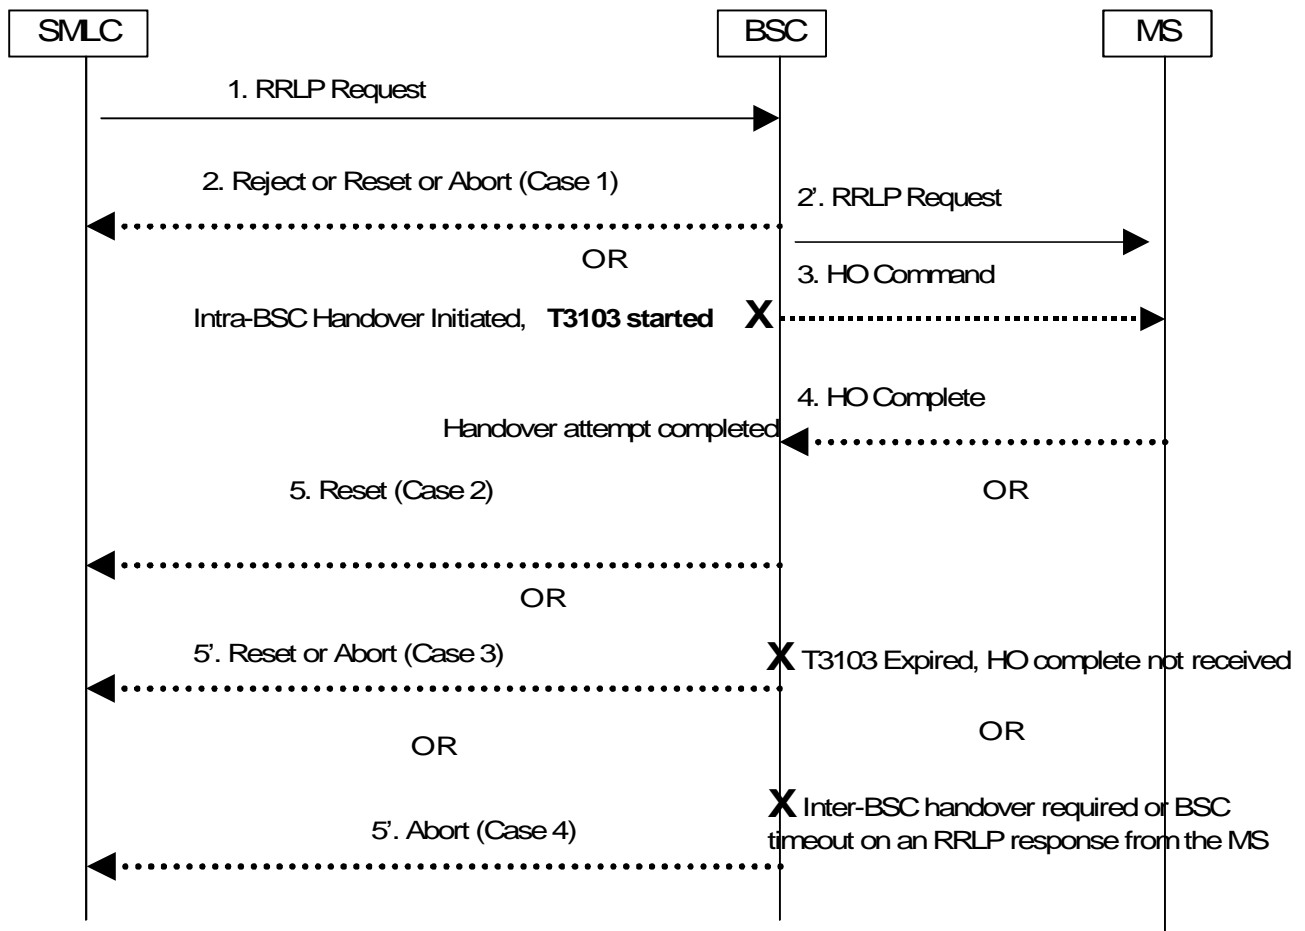 SMLC
BSC
MS
1. RRLP Request
2. Reject or Reset or Abort (Case 1)
2’. RRLP Request
OR
3. HO Command
Intra-BSC Handover Initiated, T3103 started X
4. HO Complete
Handover attempt completed
5. Reset (Case 2)
OR
OR
5’. Reset or Abort (Case 3)
X T3103 Expired, HO complete not received
OR
OR
X Inter-BSC handover required or BSC
timeout on an RRLP response from the MS
5’. Abort (Case 4)